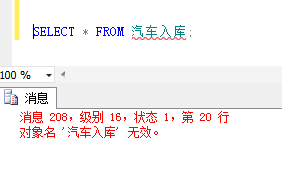 SELECT * FROM 汽车入库;
100 %
消息
消息 208，级别 16，状态 1，第 20 行
对象名 '汽车入库' 无效。